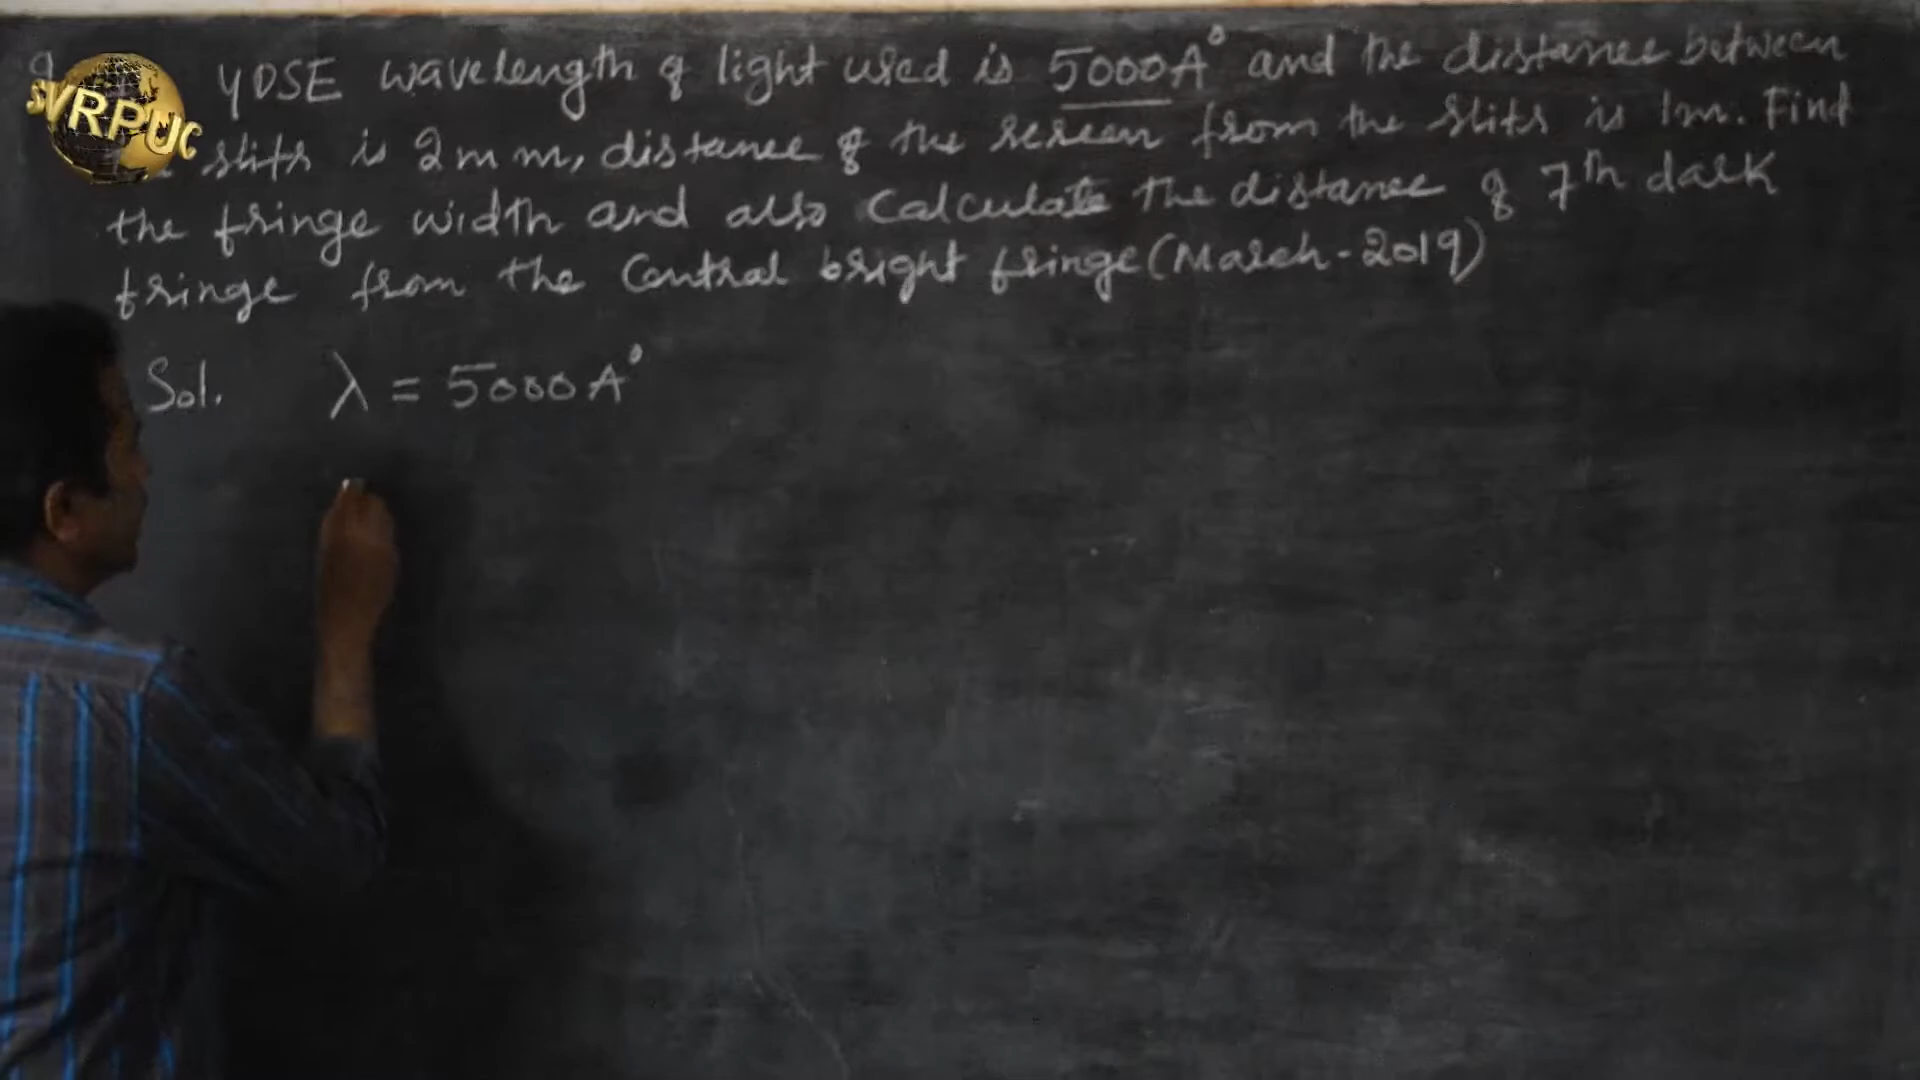 YDSE wavelength of light used is 5000A° and the distance between
SVRPUC
slits is 2mm, distance of the screen from the slits is 1m. Find
the fringe width and also Calculate the distance of 7th dark
fringe from the Central bright fringe (March-2019)
Sol. λ = 5000A°